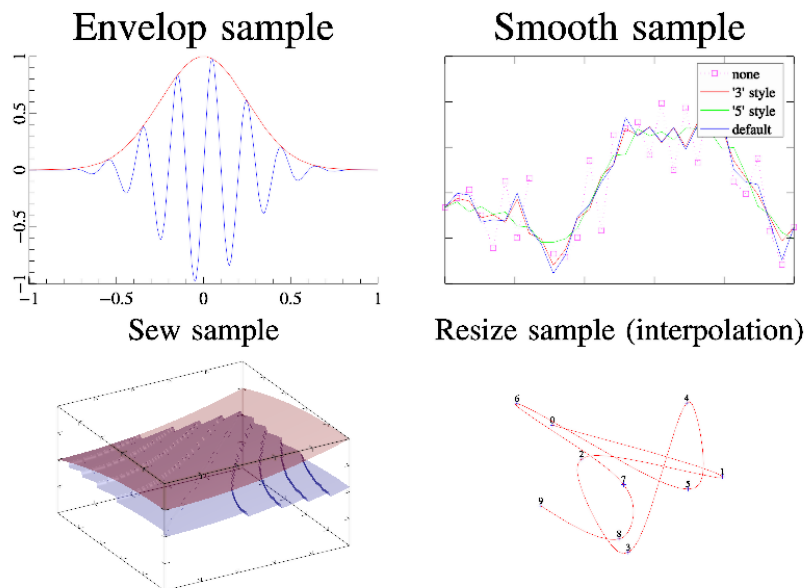 Envelop sample
Smooth sample
1
0.5
0
−0.5
−1
−1
−0.5
0
0.5
1
none
'3' style
'5' style
default
Sew sample
Resize sample (interpolation)
6
0
4
2
1
7
5
9
8
3